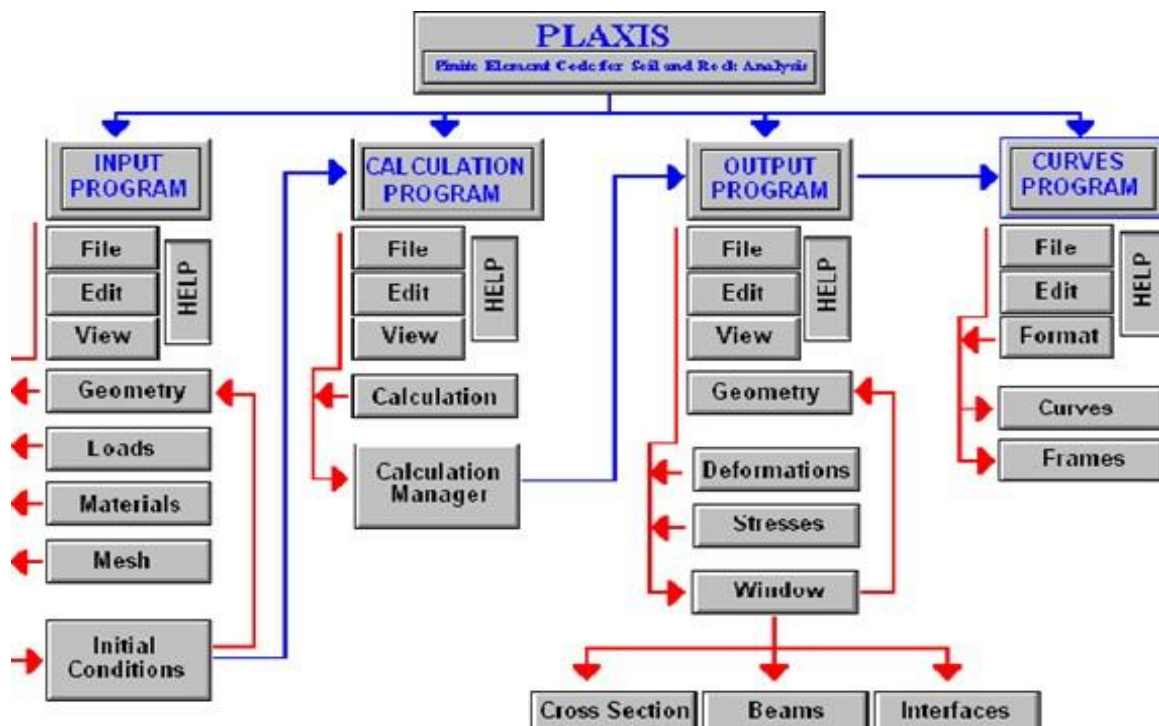 PLAXIS
Finite Element Code for Soil and Rock Analysis
INPUT
PROGRAM
CALCULATION
PROGRAM
OUTPUT
PROGRAM
CURVES
PROGRAM
File
Edit
View
HELP
Geometry
Loads
Materials
Mesh
Initial
Conditions
File
Edit
View
HELP
Calculation
Calculation
Manager
File
Edit
View
HELP
Geometry
Deformations
Stresses
Window
Cross Section
Beams
Interfaces
File
Edit
Format
HELP
Curves
Frames